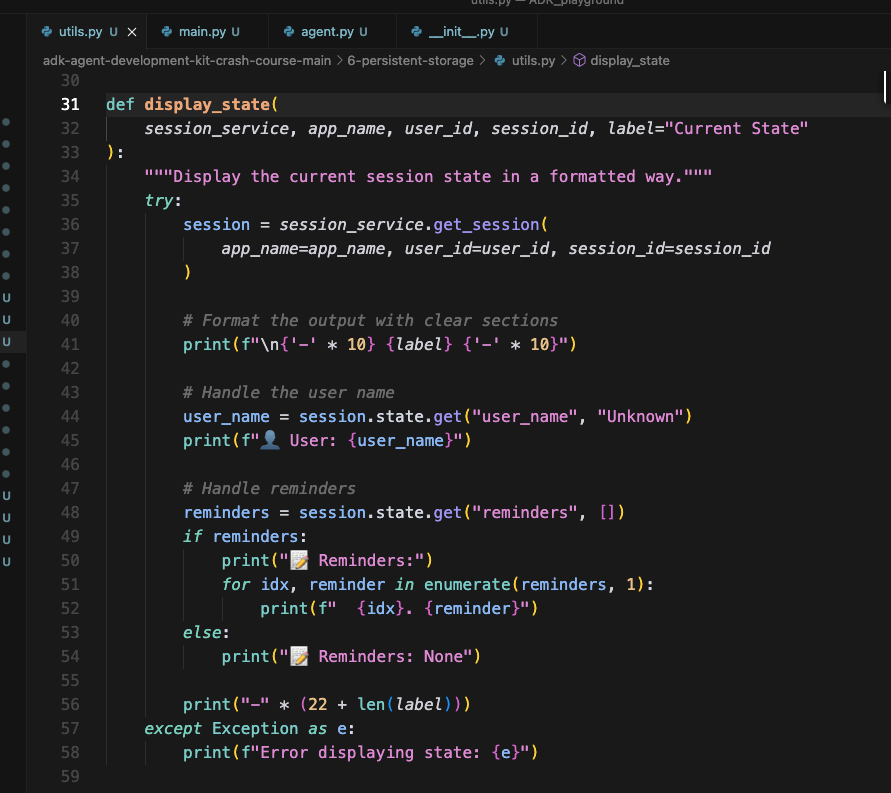 utils.py — ADK_playground
utils.py U × main.py U agent.py U __init__.py U
adk-agent-development-kit-crash-course-main > 6-persistent-storage > utils.py > display_state
30
31 def display_state(
32     session_service, app_name, user_id, session_id, label="Current State"
33 ):
34     """Display the current session state in a formatted way."""
35     try:
36         session = session_service.get_session(
37             app_name=app_name, user_id=user_id, session_id=session_id
38         )
39
40         # Format the output with clear sections
41         print(f"\n{'-' * 10} {label} {'-' * 10}")
42
43         # Handle the user name
44         user_name = session.state.get("user_name", "Unknown")
45         print(f"👤 User: {user_name}")
46
47         # Handle reminders
48         reminders = session.state.get("reminders", [])
49         if reminders:
50             print("📝 Reminders:")
51             for idx, reminder in enumerate(reminders, 1):
52                 print(f"  {idx}. {reminder}")
53         else:
54             print("📝 Reminders: None")
55
56         print("-" * (22 + len(label)))
57     except Exception as e:
58         print(f"Error displaying state: {e}")
59
U
U
U
U
U
U
U